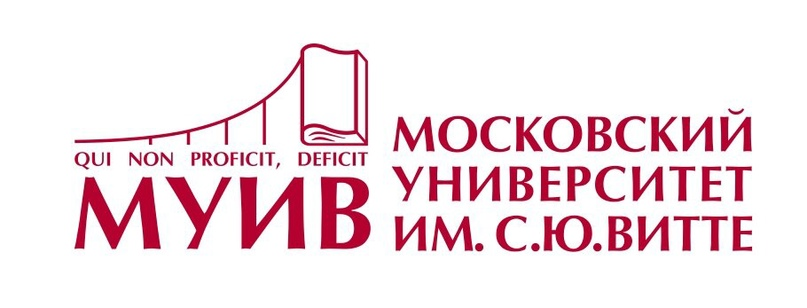 QUI NON PROFICIT, DEFICIT
МУИВ
МОСКОВСКИЙ
УНИВЕРСИТЕТ
ИМ. С.Ю.ВИТТЕ